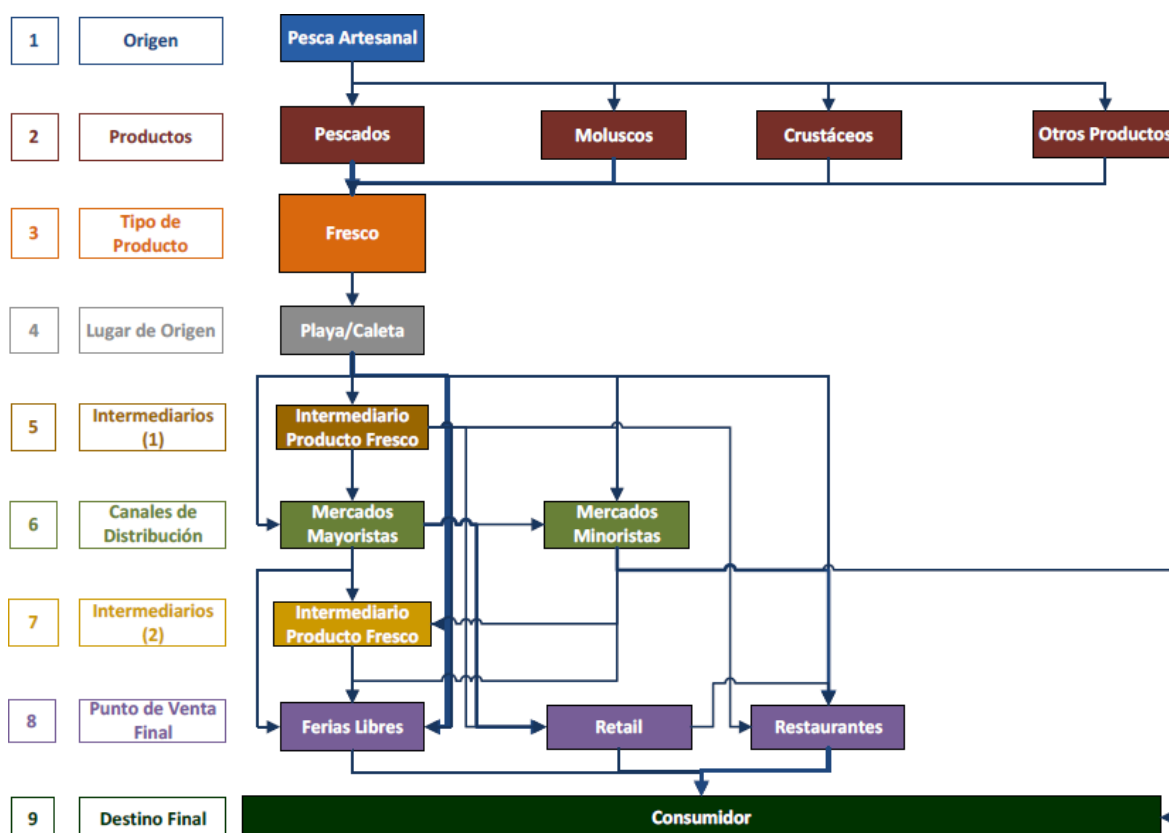 1
Origen
Pesca Artesanal
2
Productos
Pescados
Moluscos
Crustáceos
Otros Productos
3
Tipo de
Producto
Fresco
4
Lugar de Origen
Playa/Caleta
5
Intermediarios
(1)
Intermediario
Producto Fresco
6
Canales de
Distribución
Mercados
Mayoristas
Mercados
Minoristas
7
Intermediarios
(2)
Intermediario
Producto Fresco
8
Punto de Venta
Final
Ferias Libres
Retail
Restaurantes
9
Destino Final
Consumidor